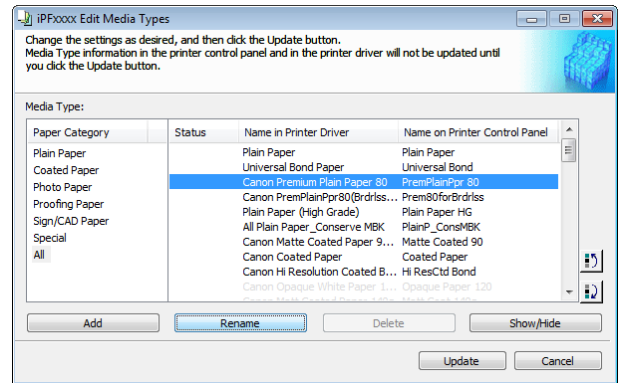 iPFxxxx Edit Media Types
Change the settings as desired, and then click the Update button.
Media Type information in the printer control panel and in the printer driver will not be updated until
you click the Update button.
Media Type:
Paper Category Status Name in Printer Driver Name on Printer Control Panel
Plain Paper Plain Paper Plain Paper
Coated Paper Universal Bond Paper Universal Bond
Photo Paper Canon Premium Plain Paper 80 PremPlainPpr 80
Proofing Paper Canon PremPlainPpr80(Brdrlss... Prem80forBrdrlss
Sign/CAD Paper Plain Paper (High Grade) Plain Paper HG
Special All Plain Paper_Conserve MBK PlainP_ConsMBK
All Canon Matte Coated Paper 9... Matte Coated 90
Canon Coated Paper Coated Paper
Canon Hi Resolution Coated B... Hi ResCtd Bond
Canon Opaque White Paper 1... Opaque Paper 120
Add Rename Delete Show/Hide
Update Cancel